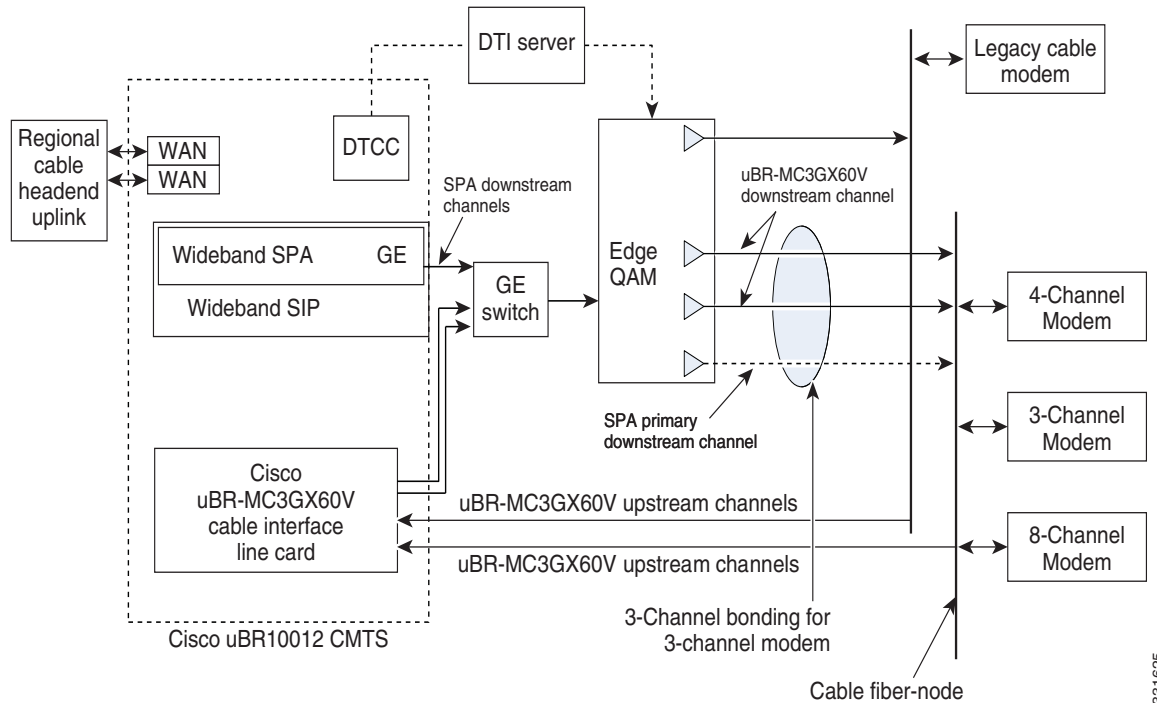 DTI server
Legacy cable
modem
Regional
cable
headend
uplink
WAN
WAN
DTCC
SPA downstream
channels
uBR-MC3GX60V
downstream channel
Wideband SPA
GE
Wideband SIP
GE
switch
Edge
QAM
4-Channel
Modem
SPA primary
downstream channel
3-Channel
Modem
Cisco
uBR-MC3GX60V
cable interface
line card
uBR-MC3GX60V upstream channels
uBR-MC3GX60V upstream channels
8-Channel
Modem
3-Channel bonding for
3-channel modem
Cisco uBR10012 CMTS
Cable fiber-node